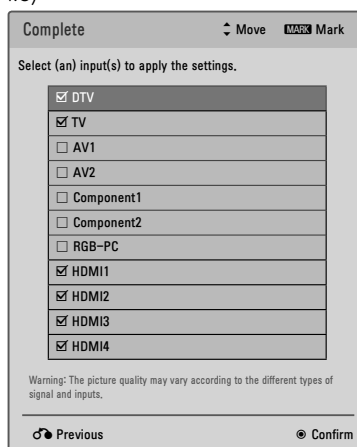 Complete Move MARK Mark
Select (an) input(s) to apply the settings.
☑ DTV
☑ TV
☐ AV1
☐ AV2
☐ Component1
☐ Component2
☐ RGB-PC
☑ HDMI1
☑ HDMI2
☑ HDMI3
☑ HDMI4
Warning: The picture quality may vary according to the different types of
signal and inputs.
Previous ◉ Confirm